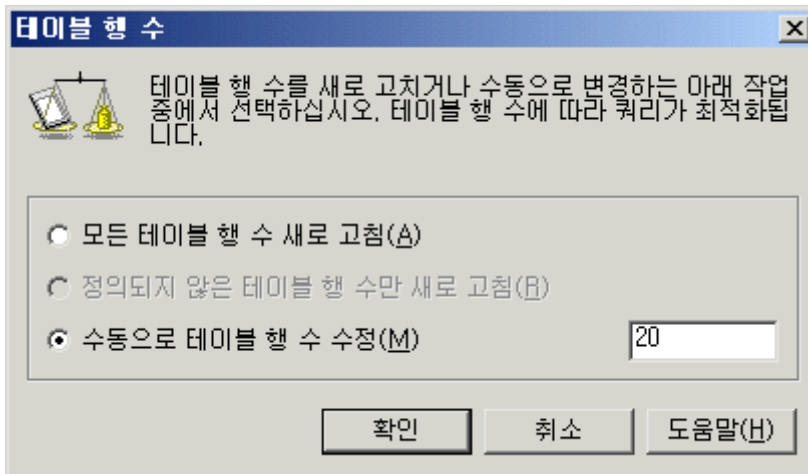 테이블 행 수
테이블 행 수를 새로 고치거나 수동으로 변경하는 아래 작업
중에서 선택하십시오. 테이블 행 수에 따라 쿼리가 최적화됩
니다.
모든 테이블 행 수 새로 고침(A)
정의되지 않은 테이블 행 수만 새로 고침(R)
수동으로 테이블 행 수 수정(M) 20
확인 취소 도움말(H)